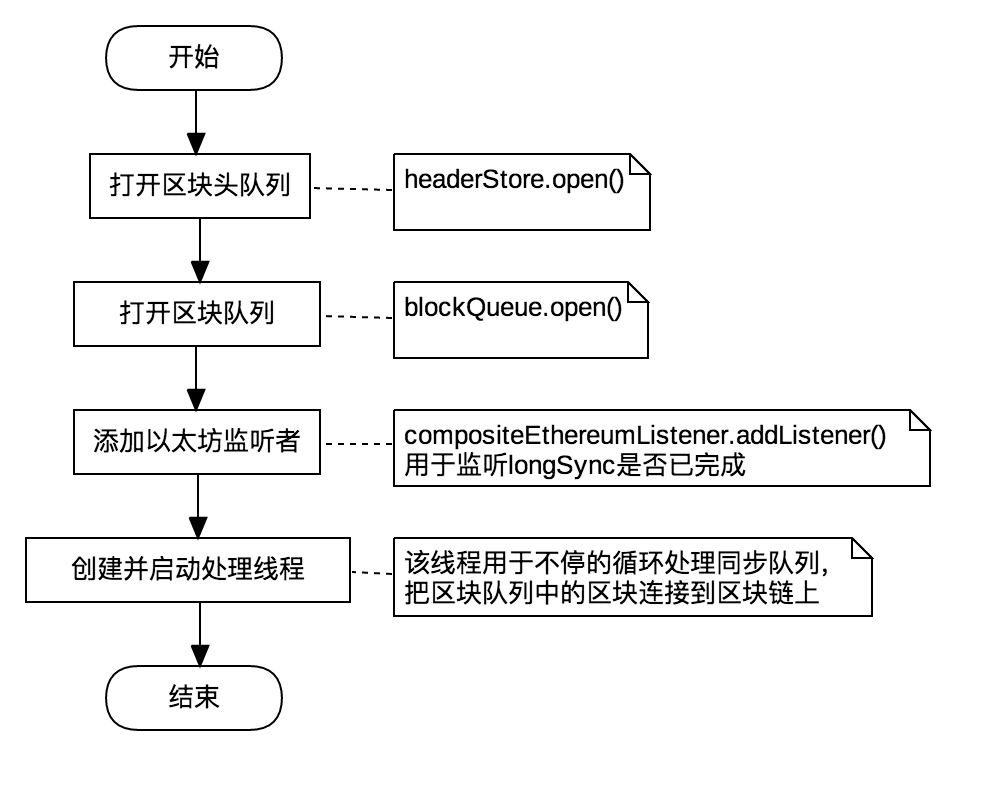 开始
打开区块头队列
headerStore.open()
打开区块队列
blockQueue.open()
添加以太坊监听者
compositeEthereumListener.addListener()
用于监听longSync是否已完成
创建并启动处理线程
该线程用于不停的循环处理同步队列，
把区块队列中的区块连接到区块链上
结束